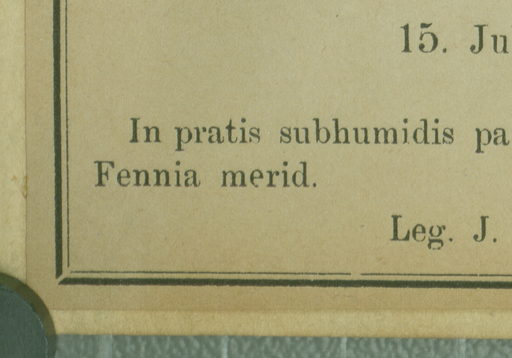 15. Ju
In pratis subhumidis pa
Fennia merid.
Leg. J.